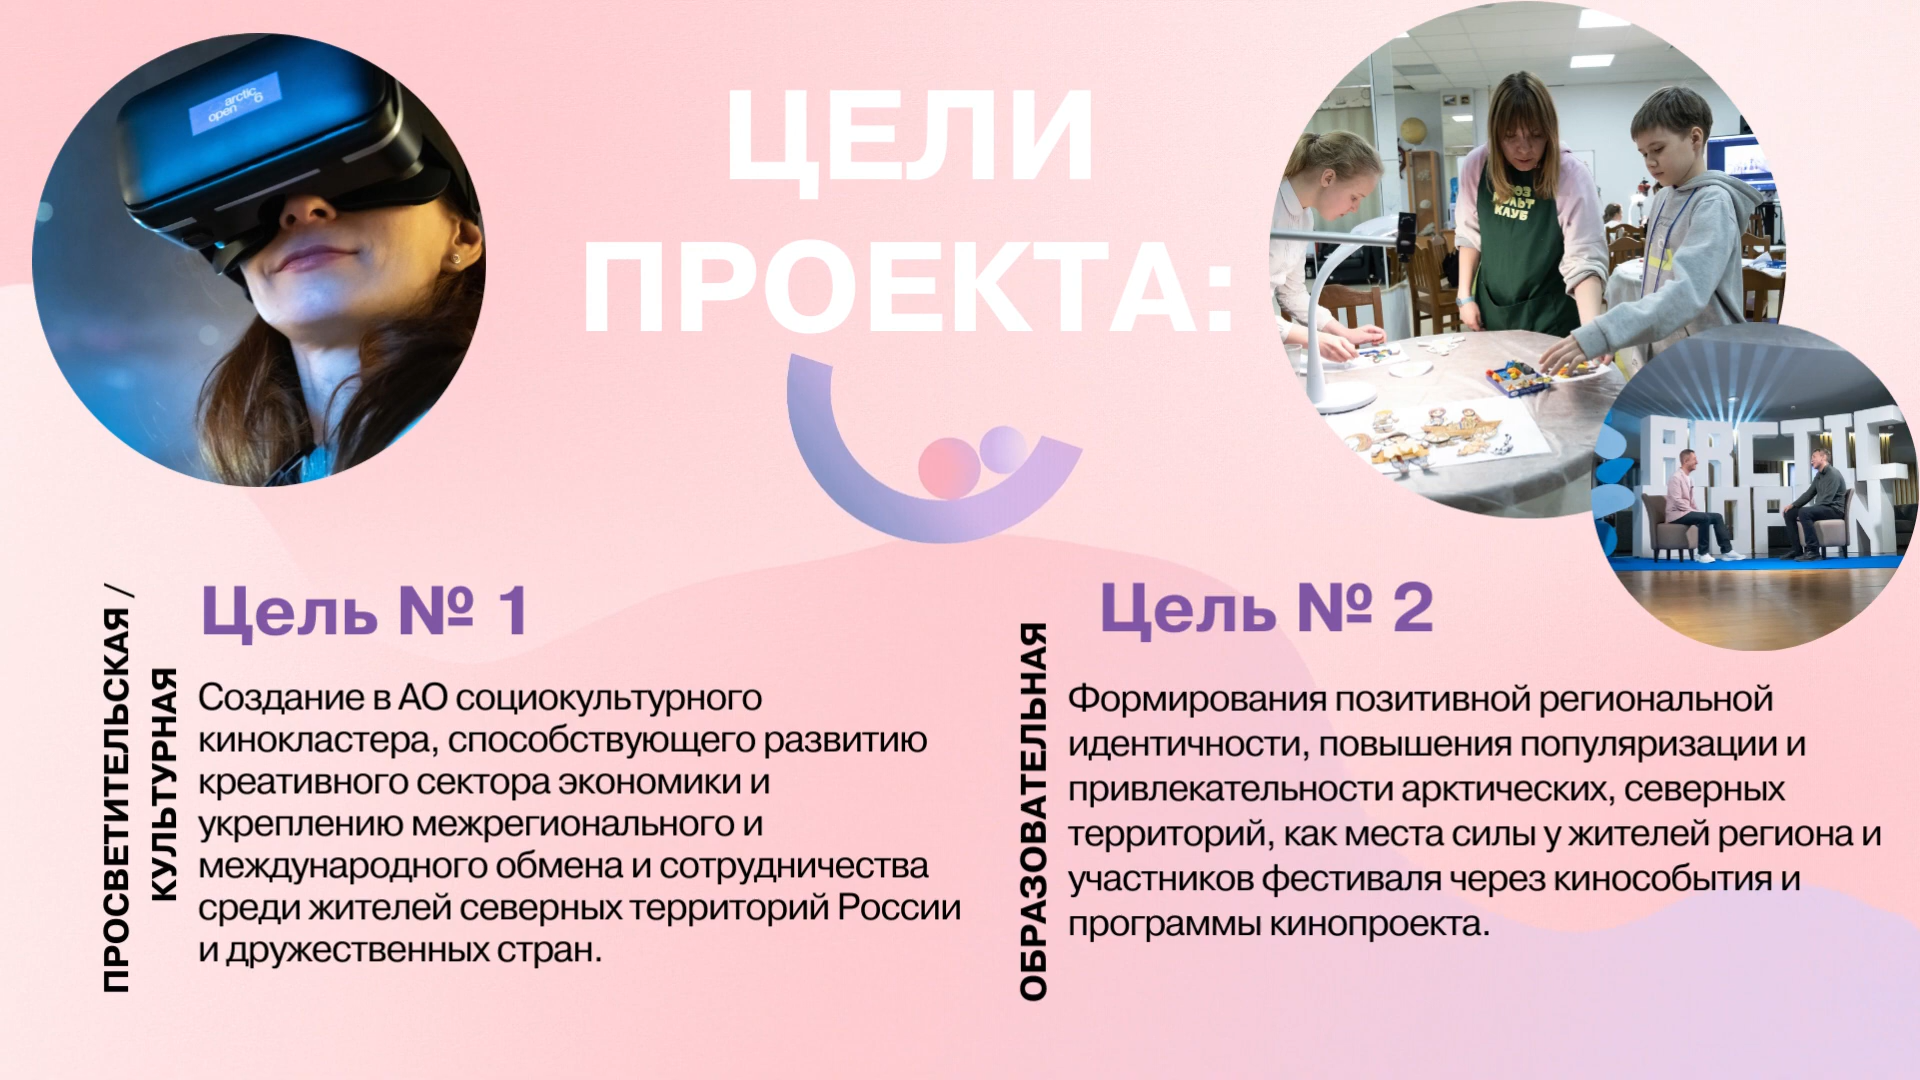 arctic
open 6
ЦЕЛИ
ПРОЕКТА:
КЛУБ
ARCTIC
OPEN
ПРОСВЕТИТЕЛЬСКАЯ /
КУЛЬТУРНАЯ
Цель № 1
Создание в АО социокультурного
кинокластера, способствующего развитию
креативного сектора экономики и
укреплению межрегионального и
международного обмена и сотрудничества
среди жителей северных территорий России
и дружественных стран.
ОБРАЗОВАТЕЛЬНАЯ
Цель № 2
Формирования позитивной региональной
идентичности, повышения популяризации и
привлекательности арктических, северных
территорий, как места силы у жителей региона и
участников фестиваля через кинособытия и
программы кинопроекта.